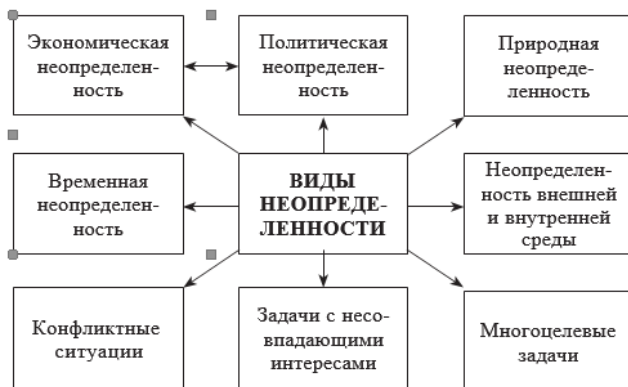 Экономическая
неопределен-
ность
Политическая
неопределен-
ность
Природная
неопреде-
ленность
Временная
неопределен-
ность
ВИДЫ
НЕОПРЕДЕ-
ЛЕННОСТИ
Неопределен-
ность внешней
и внутренней
среды
Конфликтные
ситуации
Задачи с несо-
впадающими
интересами
Многоцелевые
задачи